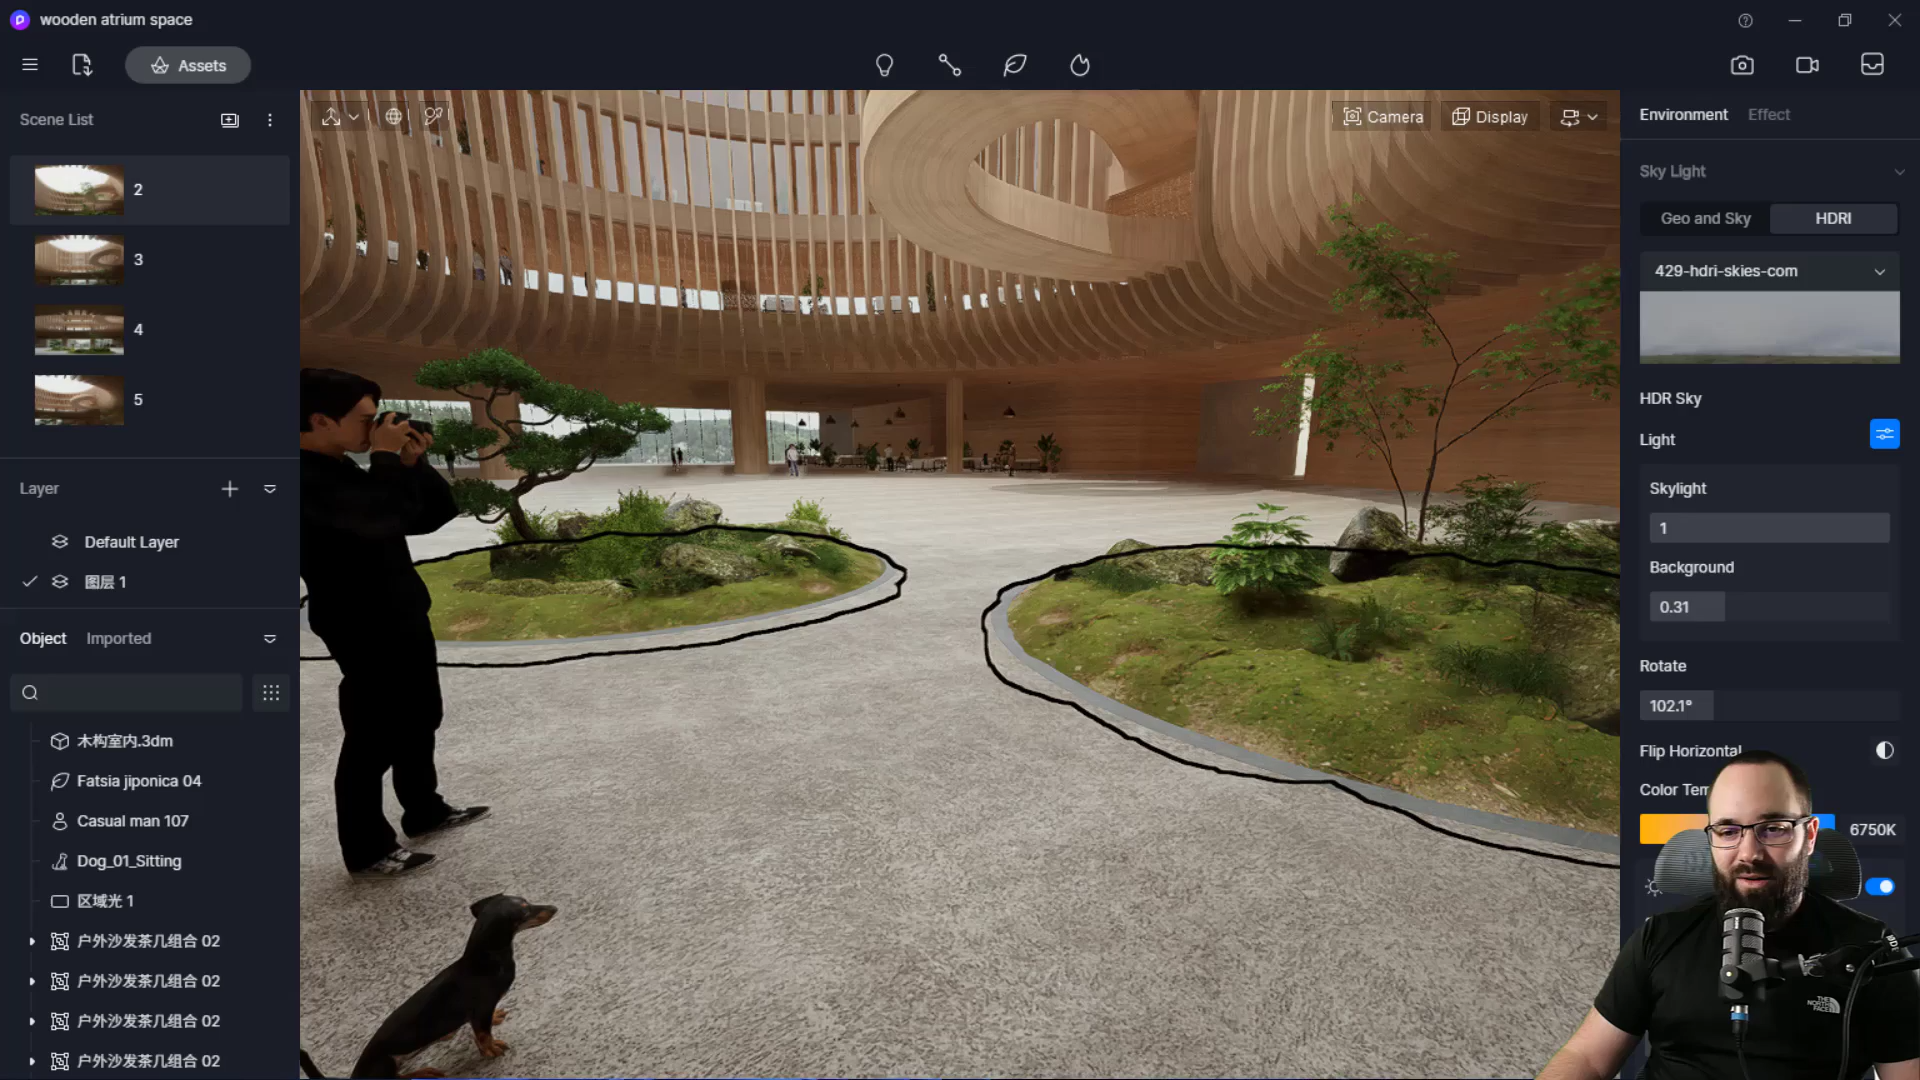 wooden atrium space
Assets
Scene List
2
3
4
5
Layer
Default Layer
图层 1
Object
Imported
木构室内.3dm
Fatsia jiponica 04
Casual man 107
Dog_01_Sitting
区域光 1
户外沙发茶几组合 02
户外沙发茶几组合 02
户外沙发茶几组合 02
户外沙发茶几组合 02
Camera
Display
Environment
Effect
Sky Light
Geo and Sky
HDRI
429-hdri-skies-com
HDR Sky
Light
Skylight
1
Background
0.31
Rotate
102.1°
Flip Horizontal
Color Tem
6750K
THE
NORTH
FACE